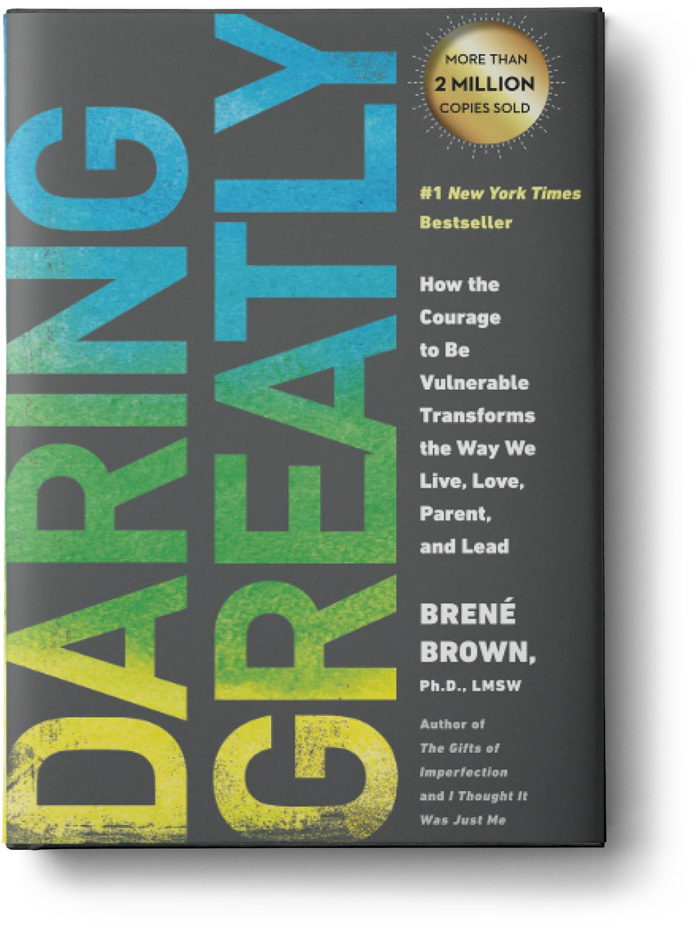 DARING
GREATLY
MORE THAN
2 MILLION
COPIES SOLD
#1 New York Times
Bestseller
How the
Courage
to Be
Vulnerable
Transforms
the Way We
Live, Love,
Parent,
and Lead
BRENÉ
BROWN,
Ph.D., LMSW
Author of
The Gifts of
Imperfection
and I Thought It
Was Just Me